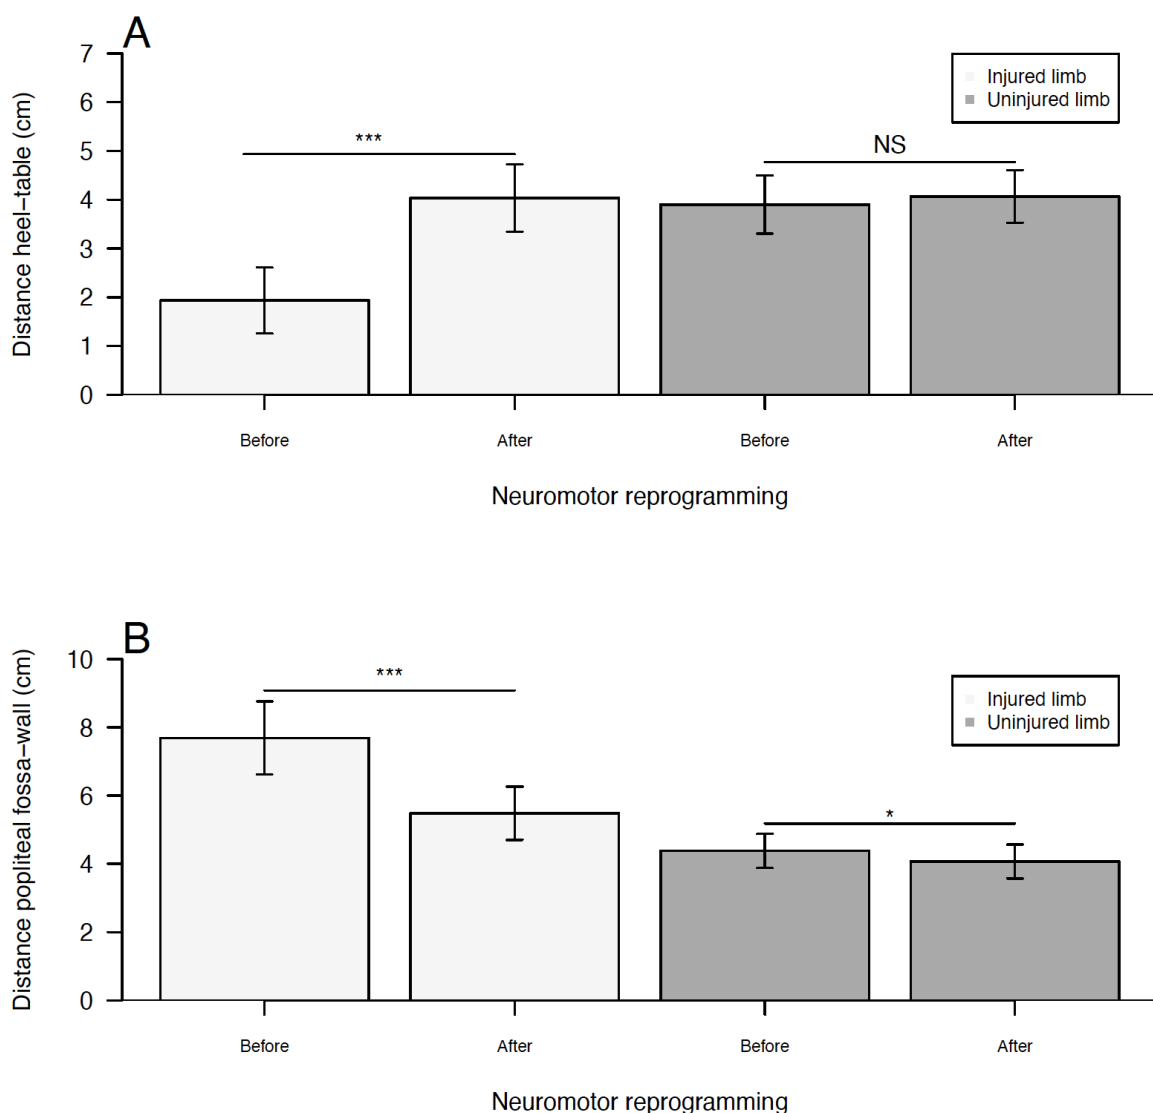 A
Distance heel−table (cm)
7
6
5
4
3
2
1
0
Injured limb
Uninjured limb
***
NS
Before
After
Before
After
Neuromotor reprogramming
B
Distance popliteal fossa−wall (cm)
10
8
6
4
2
0
Injured limb
Uninjured limb
***
*
Before
After
Before
After
Neuromotor reprogramming